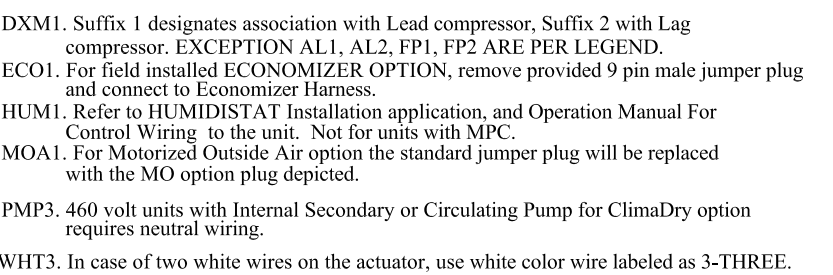 DXM1. Suffix 1 designates association with Lead compressor, Suffix 2 with Lag
compressor. EXCEPTION AL1, AL2, FP1, FP2 ARE PER LEGEND.
ECO1. For field installed ECONOMIZER OPTION, remove provided 9 pin male jumper plug
and connect to Economizer Harness.
HUM1. Refer to HUMIDISTAT Installation application, and Operation Manual For
Control Wiring to the unit. Not for units with MPC.
MOA1. For Motorized Outside Air option the standard jumper plug will be replaced
with the MO option plug depicted.
PMP3. 460 volt units with Internal Secondary or Circulating Pump for ClimaDry option
requires neutral wiring.
WHT3. In case of two white wires on the actuator, use white color wire labeled as 3-THREE.